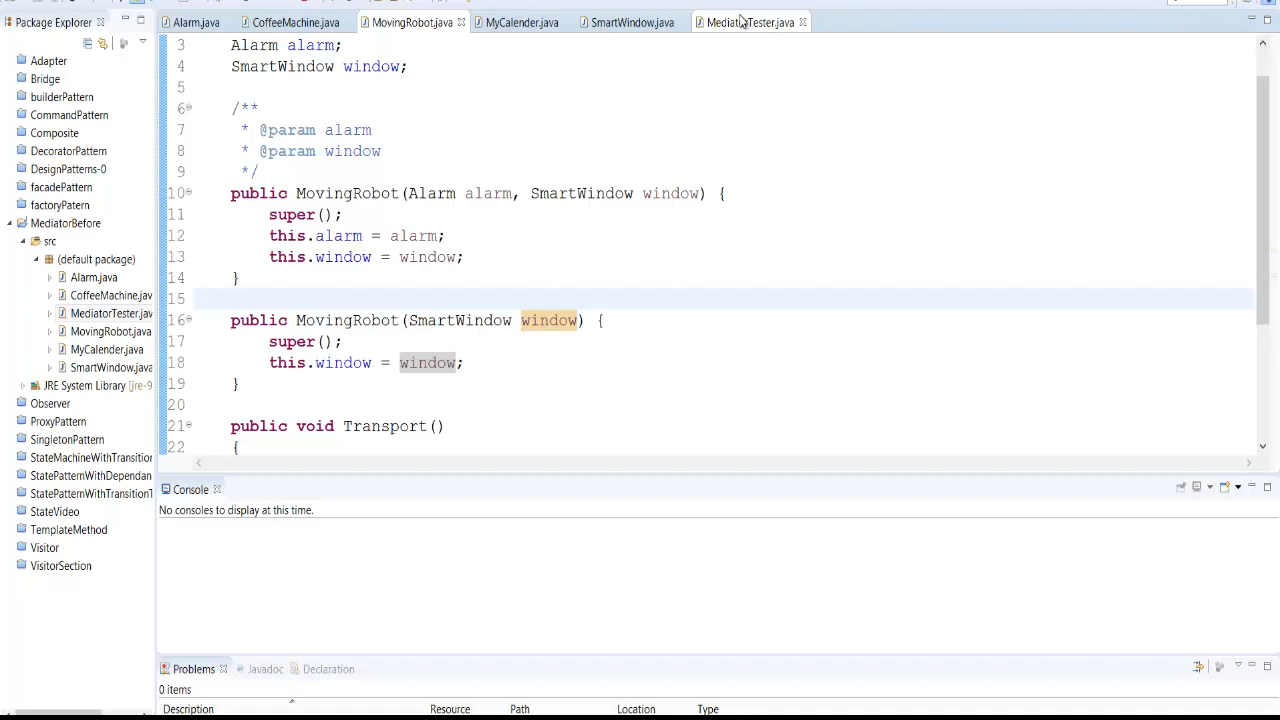 Package Explorer
Alarm.java
CoffeeMachine.java
MovingRobot.java
MyCalender.java
SmartWindow.java
MediatorTester.java
Adapter
Bridge
builderPattern
CommandPattern
Composite
DecoratorPattern
DesignPatterns-0
facadePattern
factoryPatern
MediatorBefore
src
(default package)
Alarm.java
CoffeeMachine.jav
MediatorTester.jav
MovingRobot.java
MyCalender.java
SmartWindow.java
JRE System Library [jre-9
Observer
ProxyPattern
SingletonPattern
StateMachineWithTransition
StatePatternWithDependan
StatePatternWithTransitionT
StateVideo
TemplateMethod
Visitor
VisitorSection
3 Alarm alarm;
4 SmartWindow window;
5
6 /**
7 * @param alarm
8 * @param window
9 */
10 public MovingRobot(Alarm alarm, SmartWindow window) {
11 super();
12 this.alarm = alarm;
13 this.window = window;
14 }
15
16 public MovingRobot(SmartWindow window) {
17 super();
18 this.window = window;
19 }
20
21 public void Transport()
22 {
Console
No consoles to display at this time.
Problems Javadoc Declaration
0 items
Description Resource Path Location Type